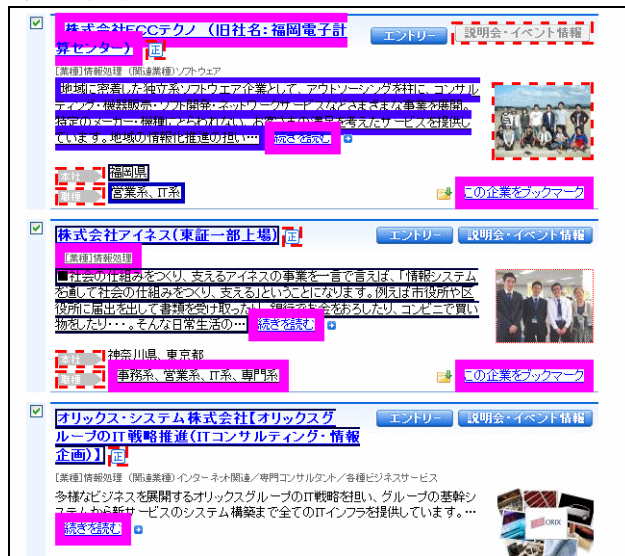 株式会社FCCテクノ (旧社名:福岡電子計
算センター) 正
エントリー 説明会・イベント情報
[業種]情報処理 (関連業種)ソフトウェア
地域に密着した独立系ソフトウエア企業として、アウトソーシングを柱に、コンサル
ティング・機器販売・ソフト開発・ネットワークサービスなどさまざまな事業を展開。
特定のメーカー・機種にとらわれない、お客さまの満足を考えたサービスを提供し
ています。地域の情報化推進の担い… 続きを読む
本社 福岡県
職種 営業系、IT系
この企業をブックマーク
株式会社アイネス(東証一部上場) 正
エントリー 説明会・イベント情報
[業種]情報処理
■社会の仕組みをつくり、支えるアイネスの事業を一言で言えば、「情報システム
を通して社会の仕組みをつくり、支える」ということになります。例えば市役所や区
役所に届出を出して書類を受け取ったり、銀行でお金をおろしたり、コンビニで買い
物をしたり・・・。そんな日常生活の… 続きを読む
本社 神奈川県、東京都
職種 事務系、営業系、IT系、専門系
この企業をブックマーク
オリックス・システム株式会社【オリックスグ
ループのIT戦略推進(ITコンサルティング・情報
企画)】 正
エントリー 説明会・イベント情報
[業種]情報処理 (関連業種)インターネット関連/専門コンサルタント/各種ビジネスサービス
多様なビジネスを展開するオリックスグループのIT戦略を担い、グループの基幹シ
ステムから新サービスのシステム構築まで全てのITインフラを提供しています。…
続きを読む
ORIX